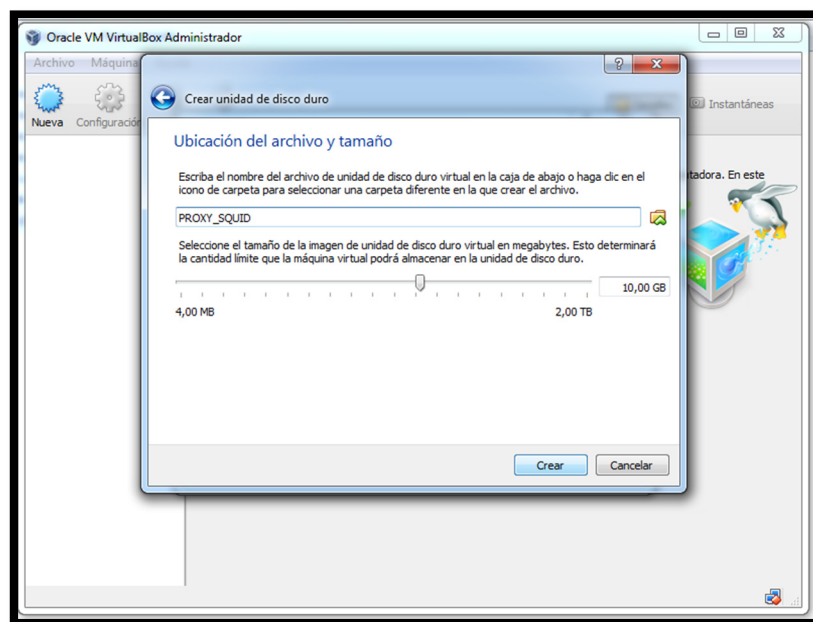 Oracle VM VirtualBox Administrador
Archivo Máquina
Nueva Configuración
Instantáneas
Crear unidad de disco duro
Ubicación del archivo y tamaño
Escriba el nombre del archivo de unidad de disco duro virtual en la caja de abajo o haga clic en el
icono de carpeta para seleccionar una carpeta diferente en la que crear el archivo.
PROXY_SQUID
Seleccione el tamaño de la imagen de unidad de disco duro virtual en megabytes. Esto determinará
la cantidad límite que la máquina virtual podrá almacenar en la unidad de disco duro.
10,00 GB
4,00 MB 2,00 TB
Crear Cancelar
tadora. En este